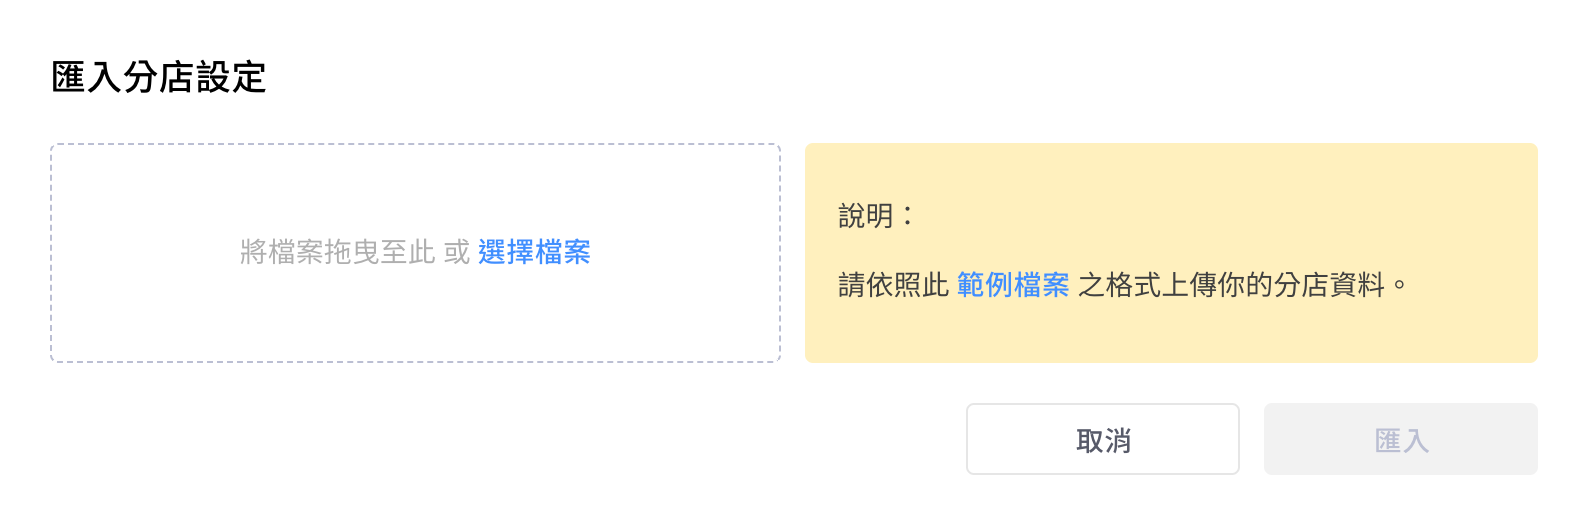 匯入分店設定
將檔案拖曳至此 或 選擇檔案
說明：
請依照此 範例檔案 之格式上傳你的分店資料。
取消
匯入